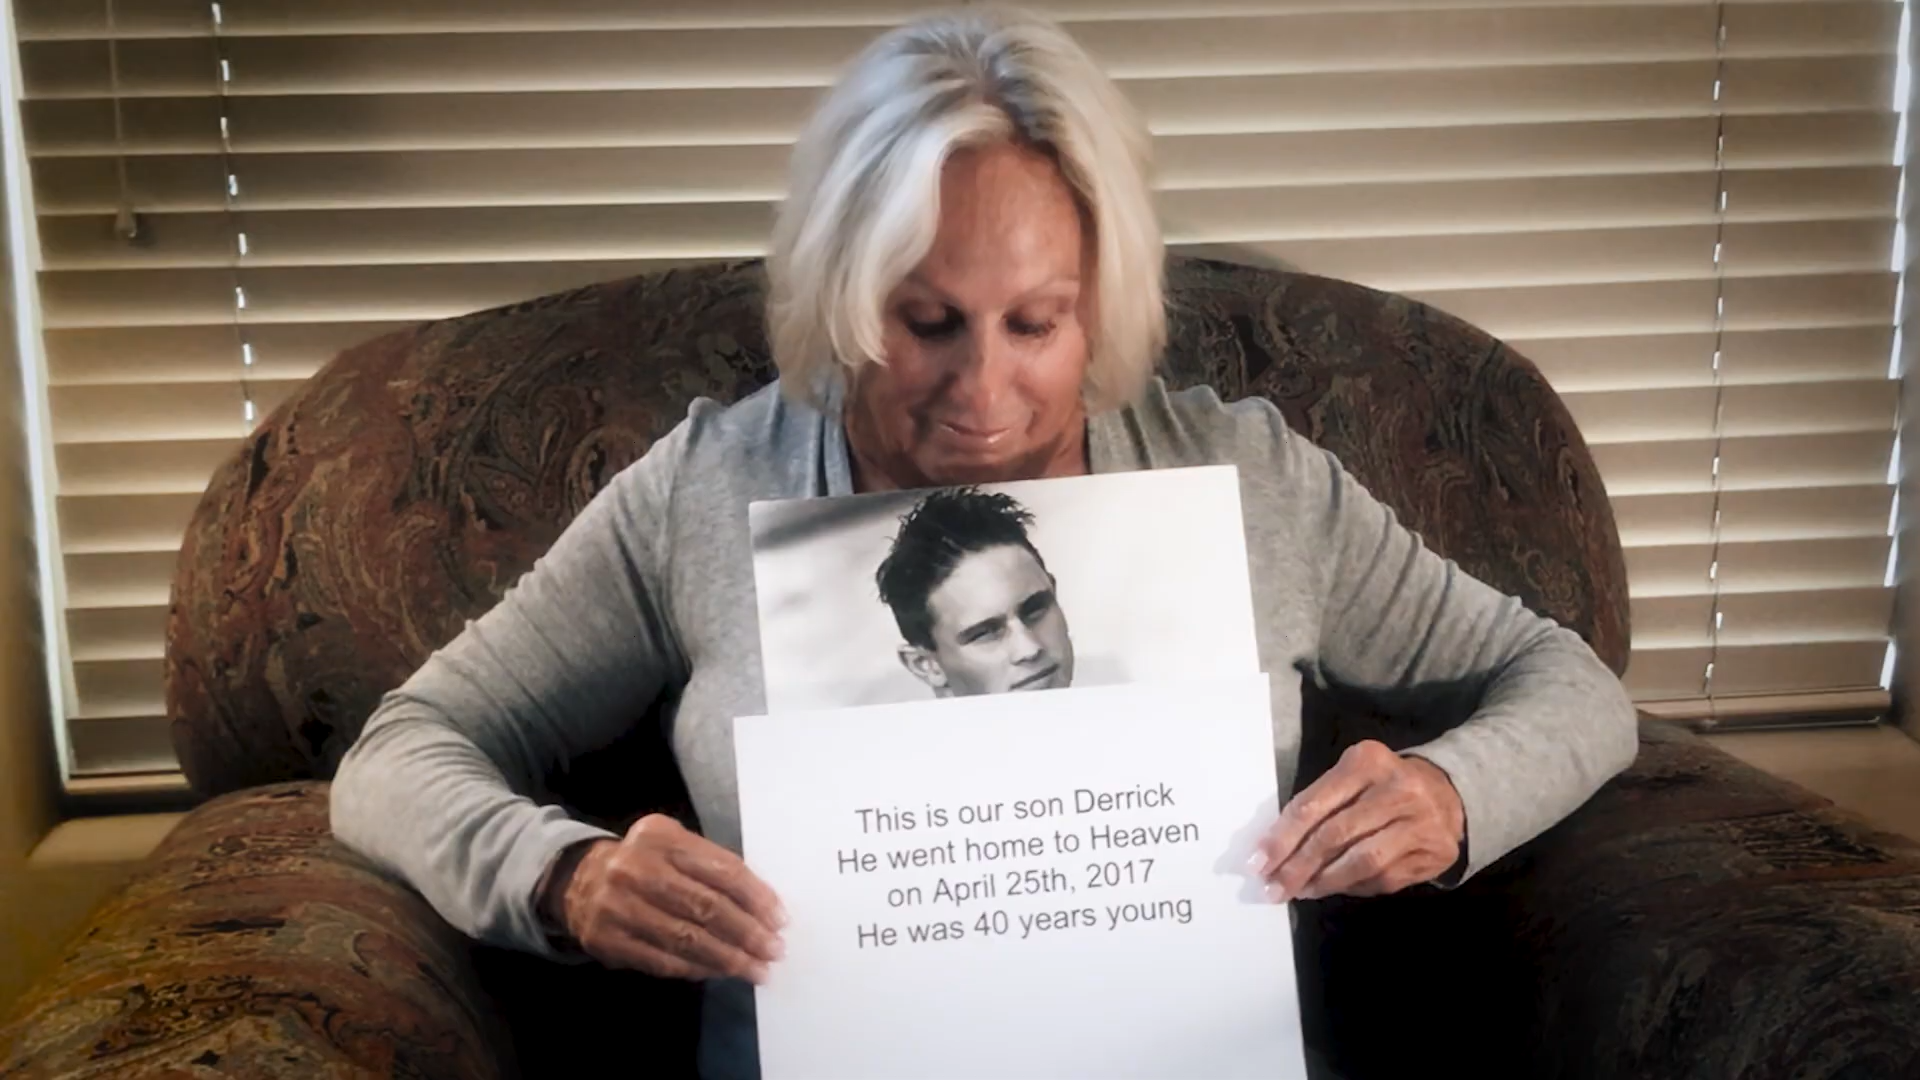 This is our son Derrick
He went home to Heaven
on April 25th, 2017
He was 40 years young